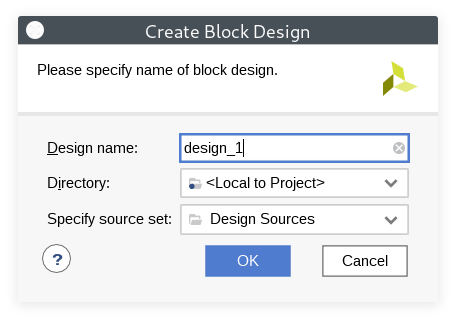 Create Block Design
Please specify name of block design.
Design name: design_1
Directory: <Local to Project>
Specify source set: Design Sources
? OK Cancel